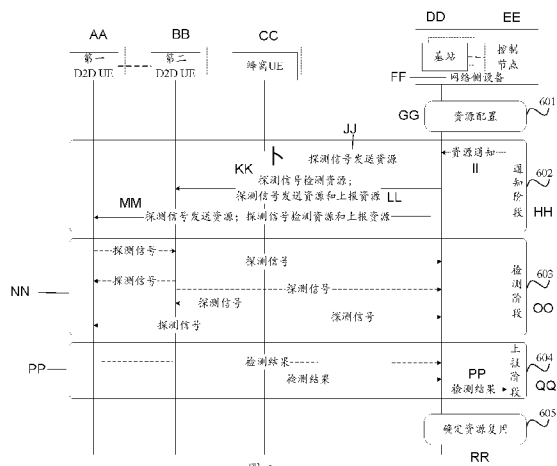 AA BB CC DD EE
第一
D2D UE
第二
D2D UE
蜂窝UE
基站
控制
节点
FF
网络侧设备
GG
资源配置
601
JJ
探测信号发送资源
资源通知
II
KK
探测信号检测资源;
探测信号发送资源和上报资源
LL
通知阶段
602
HH
MM
探测信号发送资源; 探测信号检测资源和上报资源
探测信号
探测信号
探测信号
探测信号
探测信号
探测信号
探测信号
NN
检测阶段
603
OO
PP
检测结果
检测结果
PP
检测结果
上报阶段
604
QQ
确定资源复用
605
RR